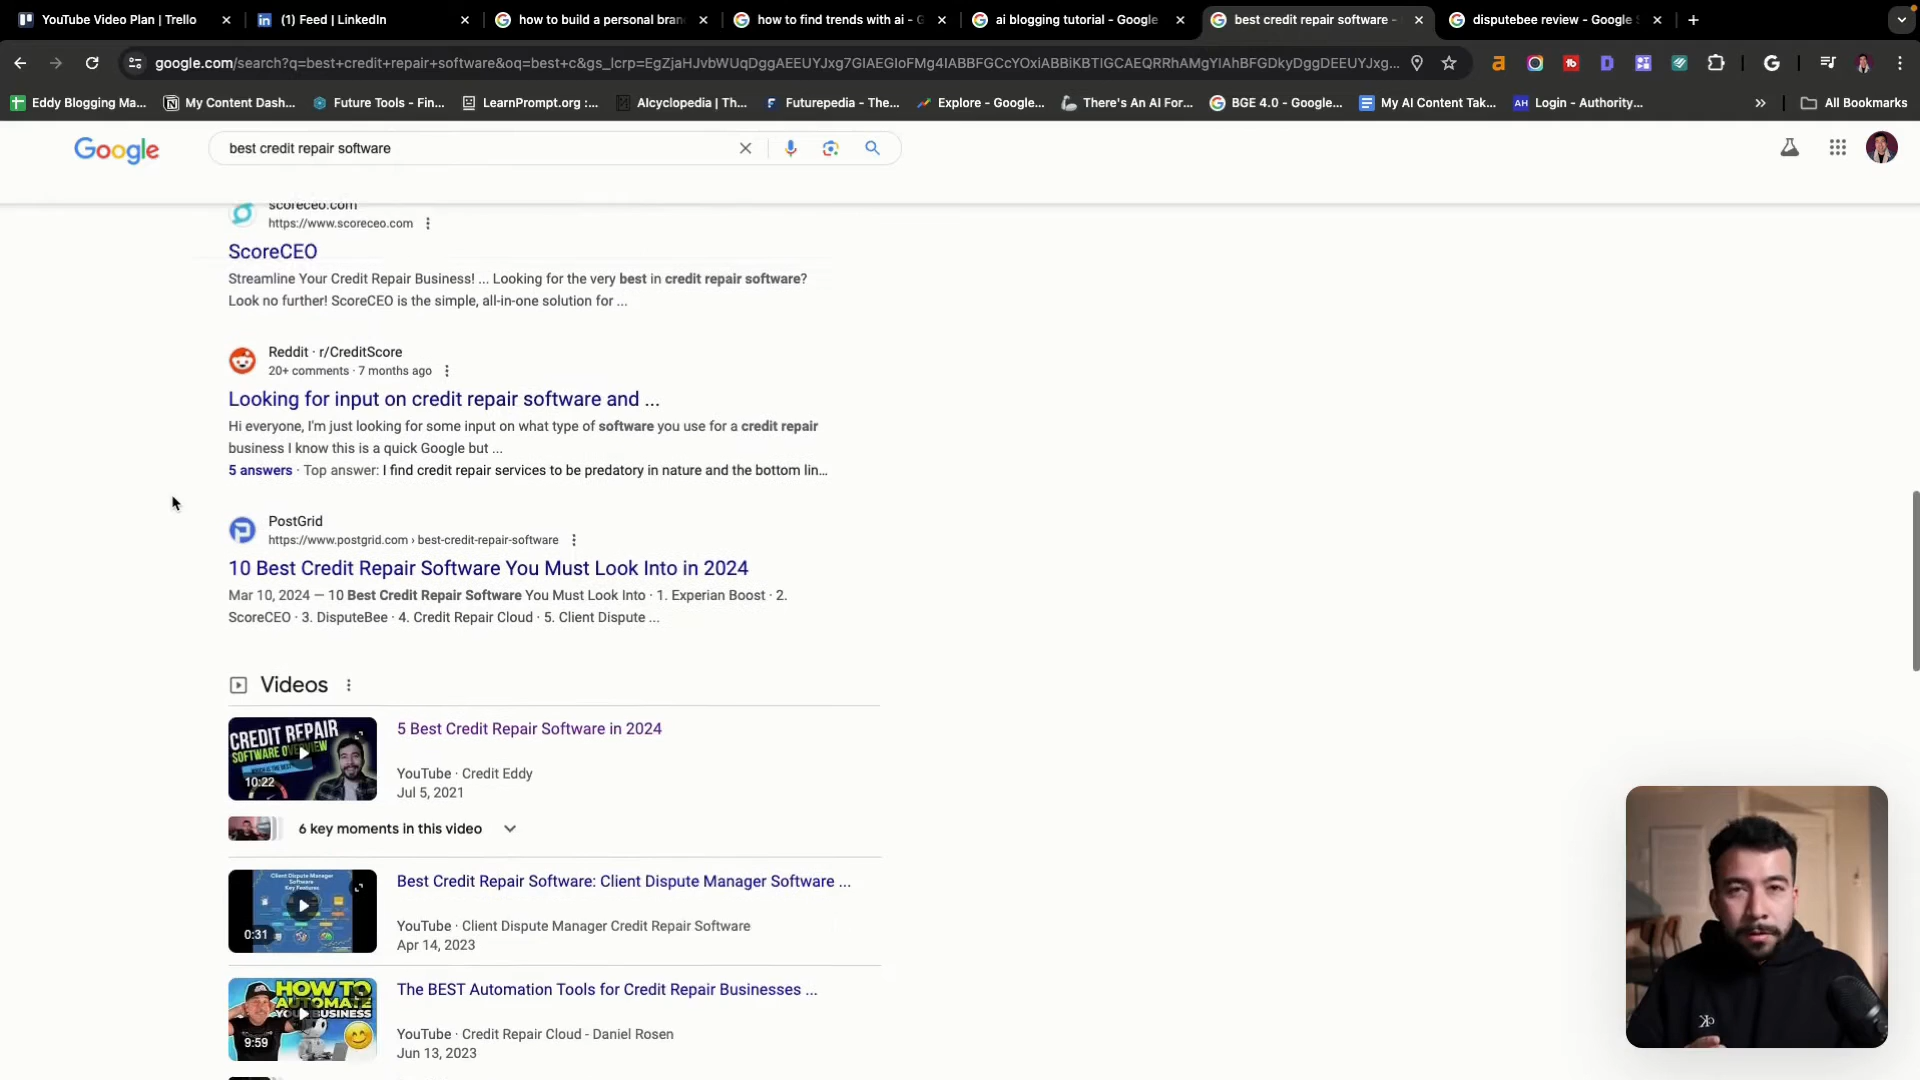 YouTube Video Plan | Trello
(1) Feed | LinkedIn
how to build a personal bran
how to find trends with ai - G
ai blogging tutorial - Google
best credit repair software -
disputebee review - Google S
google.com/search?q=best+credit+repair+software&oq=best+c&gs_lcrp=EgZjaHJvbWUqDggAEEUYJxg7GIAEGIoFMg4IABBFGCcYOxiABBiKBTIGCAEQRRhAMgYIAhBFGDkyDggDEEUYJxg...
Eddy Blogging Ma...
My Content Dash...
Future Tools - Fin...
LearnPrompt.org :...
AIcyclopedia | Th...
Futurepedia - The...
Explore - Google...
There's An AI For...
BGE 4.0 - Google...
My AI Content Tak...
AH
Login - Authority...
All Bookmarks
Google
best credit repair software
scoreceo.com
https://www.scoreceo.com
ScoreCEO
Streamline Your Credit Repair Business! ... Looking for the very best in credit repair software?
Look no further! ScoreCEO is the simple, all-in-one solution for ...
Reddit · r/CreditScore
20+ comments · 7 months ago
Looking for input on credit repair software and ...
Hi everyone, I'm just looking for some input on what type of software you use for a credit repair
business I know this is a quick Google but ...
5 answers · Top answer: I find credit repair services to be predatory in nature and the bottom lin...
PostGrid
https://www.postgrid.com › best-credit-repair-software
10 Best Credit Repair Software You Must Look Into in 2024
Mar 10, 2024 — 10 Best Credit Repair Software You Must Look Into · 1. Experian Boost · 2.
ScoreCEO · 3. DisputeBee · 4. Credit Repair Cloud · 5. Client Dispute ...
Videos
CREDIT REPAIR
SOFTWARE OVERVIEW
10:22
5 Best Credit Repair Software in 2024
YouTube · Credit Eddy
Jul 5, 2021
6 key moments in this video
Client Dispute Manager
Software
Key Features
0:31
Best Credit Repair Software: Client Dispute Manager Software ...
YouTube · Client Dispute Manager Credit Repair Software
Apr 14, 2023
HOW TO
AUTOMATE
YOUR BUSINESS
9:59
The BEST Automation Tools for Credit Repair Businesses ...
YouTube · Credit Repair Cloud - Daniel Rosen
Jun 13, 2023